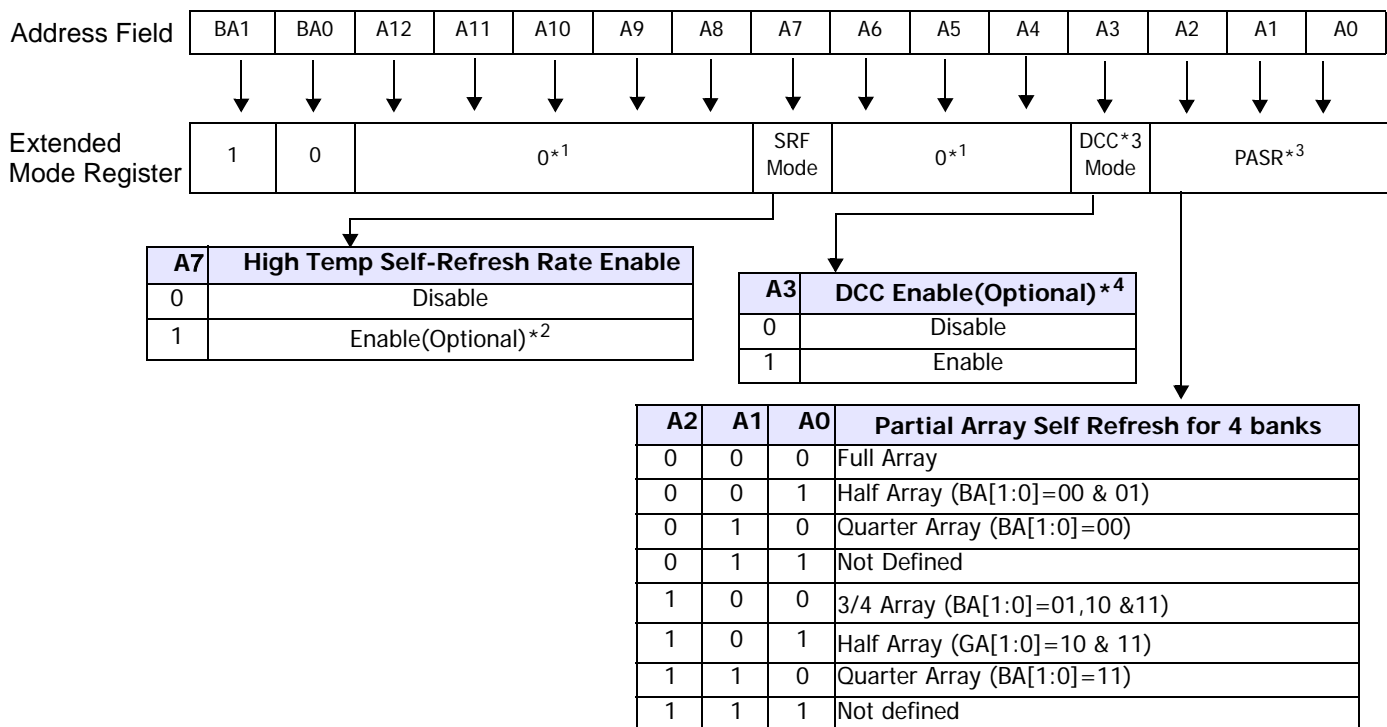 Address Field BA1 BA0 A12 A11 A10 A9 A8 A7 A6 A5 A4 A3 A2 A1 A0
Extended Mode Register 1 0 0*1 SRF Mode 0*1 DCC*3 Mode PASR*3
A7 High Temp Self-Refresh Rate Enable
0 Disable
1 Enable(Optional)*2
A3 DCC Enable(Optional)*4
0 Disable
1 Enable
A2 A1 A0 Partial Array Self Refresh for 4 banks
0 0 0 Full Array
0 0 1 Half Array (BA[1:0]=00 & 01)
0 1 0 Quarter Array (BA[1:0]=00)
0 1 1 Not Defined
1 0 0 3/4 Array (BA[1:0]=01,10 &11)
1 0 1 Half Array (GA[1:0]=10 & 11)
1 1 0 Quarter Array (BA[1:0]=11)
1 1 1 Not defined